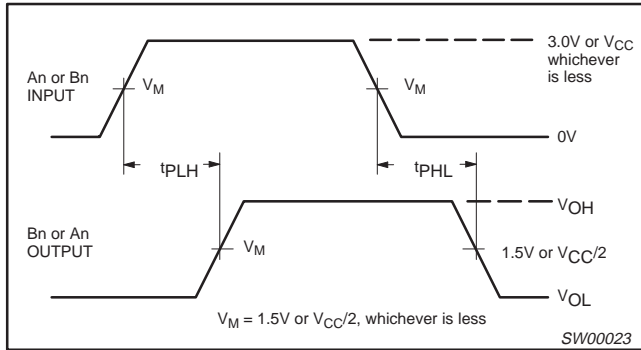 3.0V or VCC
whichever
is less
An or Bn
INPUT
VM
VM
0V
tPLH
tPHL
VOH
Bn or An
OUTPUT
VM
1.5V or VCC/2
VOL
VM = 1.5V or VCC/2, whichever is less
SW00023